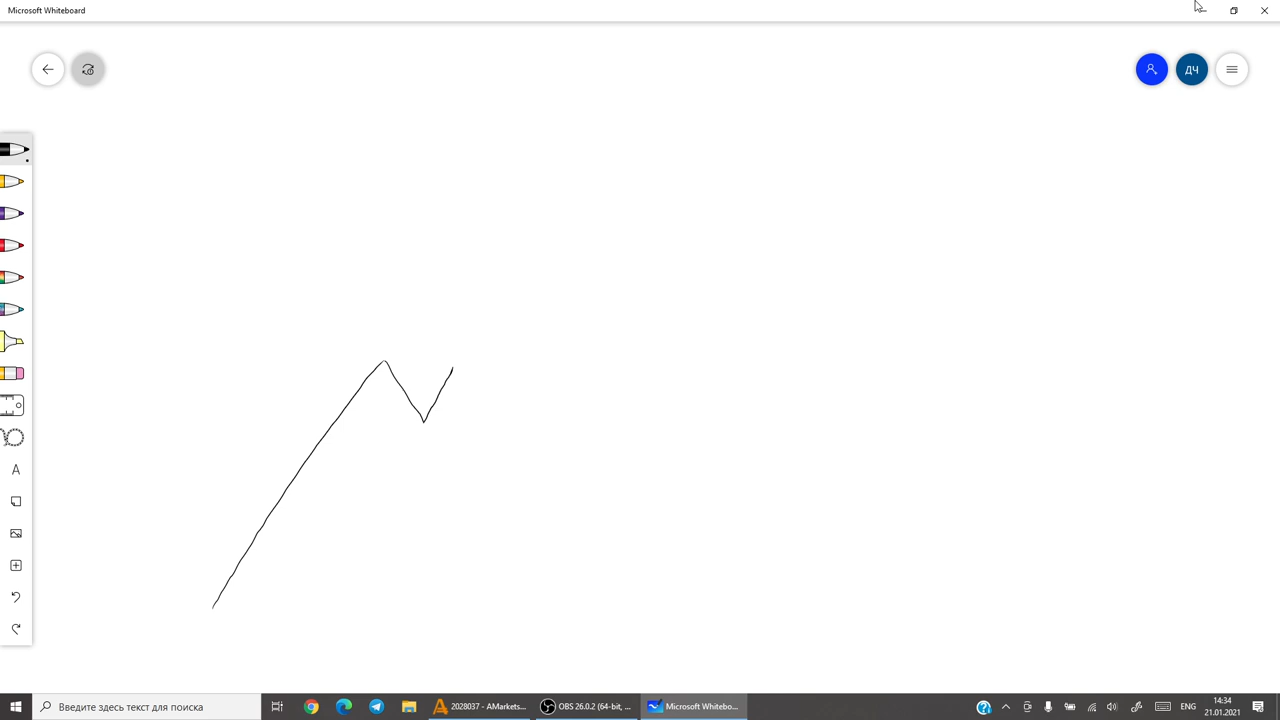 Microsoft Whiteboard
ДЧ
A
Введите здесь текст для поиска
2028037 - AMarkets...
OBS 26.0.2 (64-bit, ...
Microsoft Whitebo...
ENG
14:34
21.01.2021